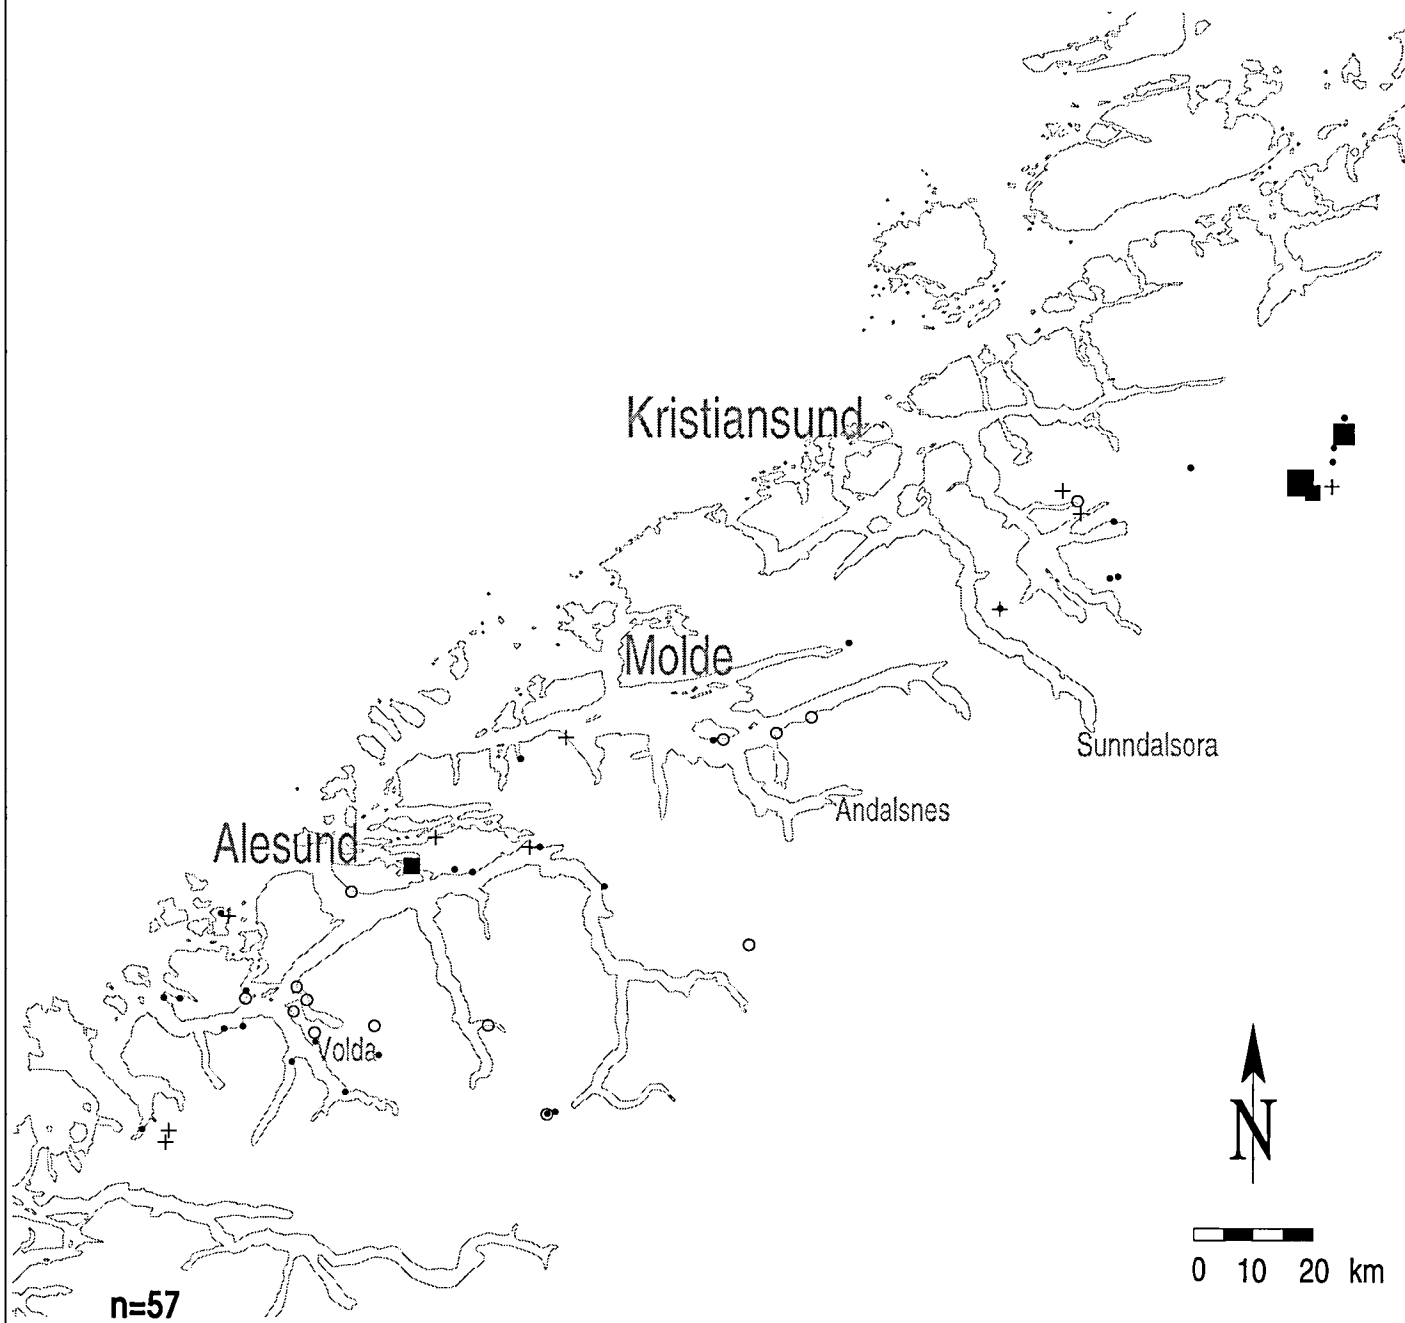 Kristiansund
Molde
Sunndalsora
Andalsnes
Alesund
Volda
N
0 10 20 km
n=57